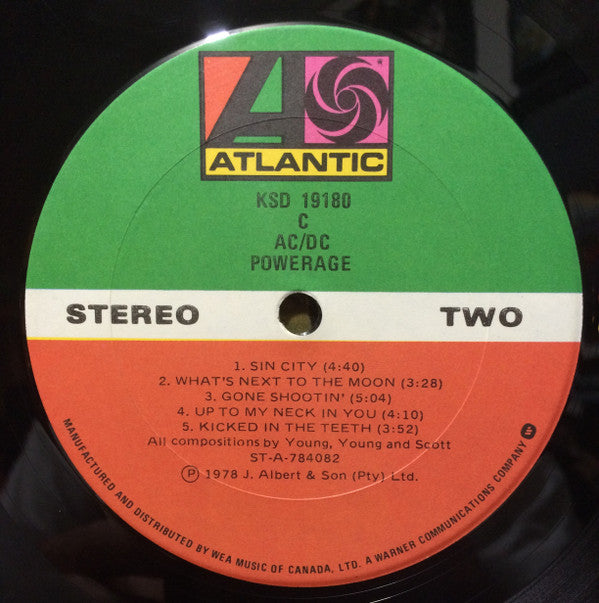 ATLANTIC
KSD 19180
C
AC/DC
POWERAGE
STEREO TWO
1. SIN CITY (4:40)
2. WHAT'S NEXT TO THE MOON (3:28)
3. GONE SHOOTIN' (5:04)
4. UP TO MY NECK IN YOU (4:10)
5. KICKED IN THE TEETH (3:52)
All compositions by Young, Young and Scott
ST-A-784082
Ⓟ 1978 J. Albert & Son (Pty) Ltd.
MANUFACTURED AND DISTRIBUTED BY WEA MUSIC OF CANADA, LTD. A WARNER COMMUNICATIONS COMPANY